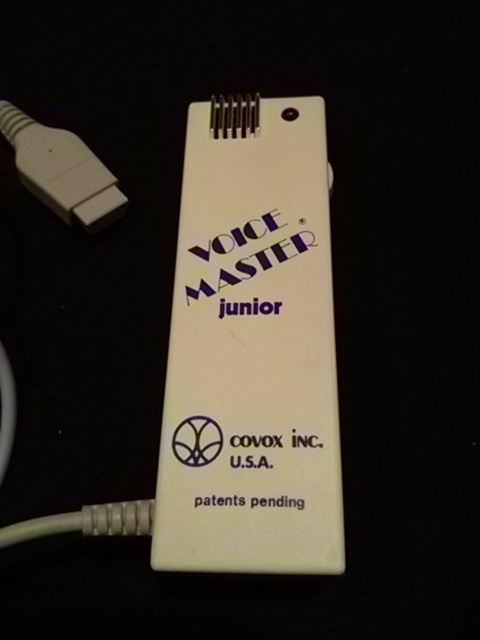 VOICE ®
MASTER
junior
COVOX INC.
U.S.A.
patents pending